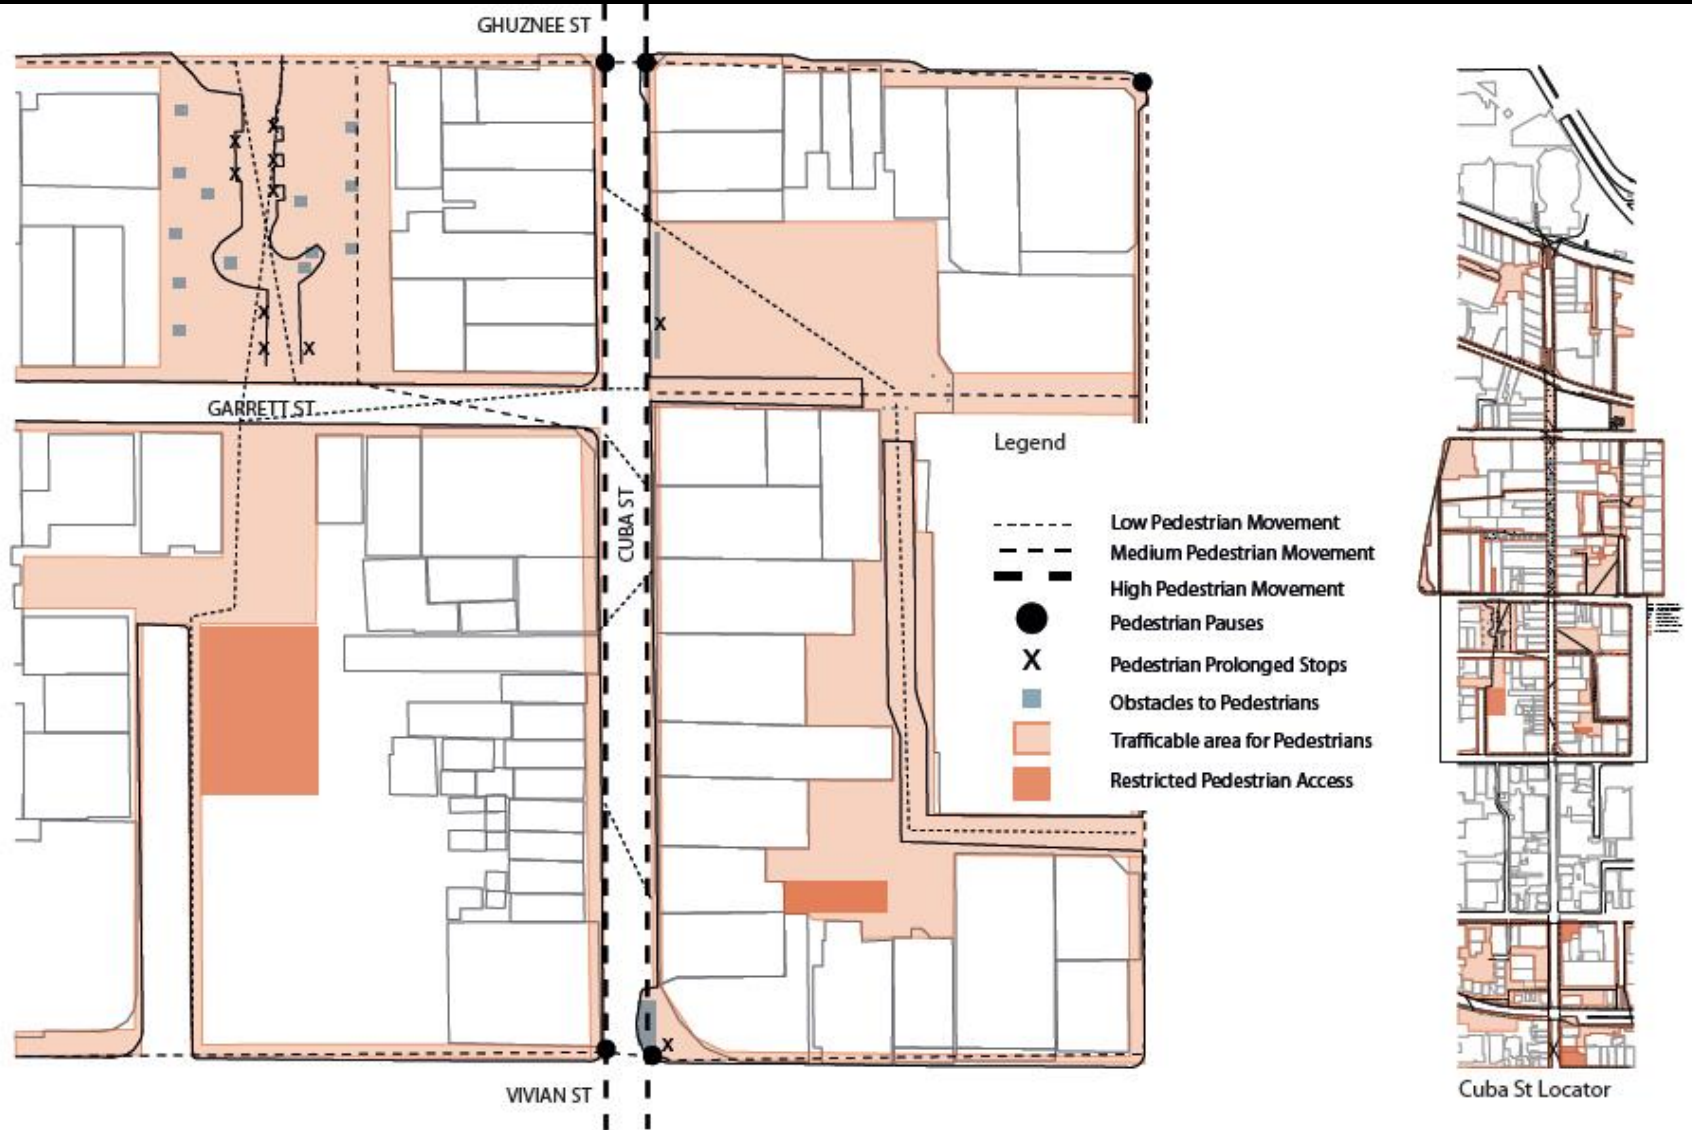 GHUZNEE ST
GARRETT ST
CUBA ST
VIVIAN ST
Legend
Low Pedestrian Movement
Medium Pedestrian Movement
High Pedestrian Movement
Pedestrian Pauses
X Pedestrian Prolonged Stops
Obstacles to Pedestrians
Trafficable area for Pedestrians
Restricted Pedestrian Access
Cuba St Locator